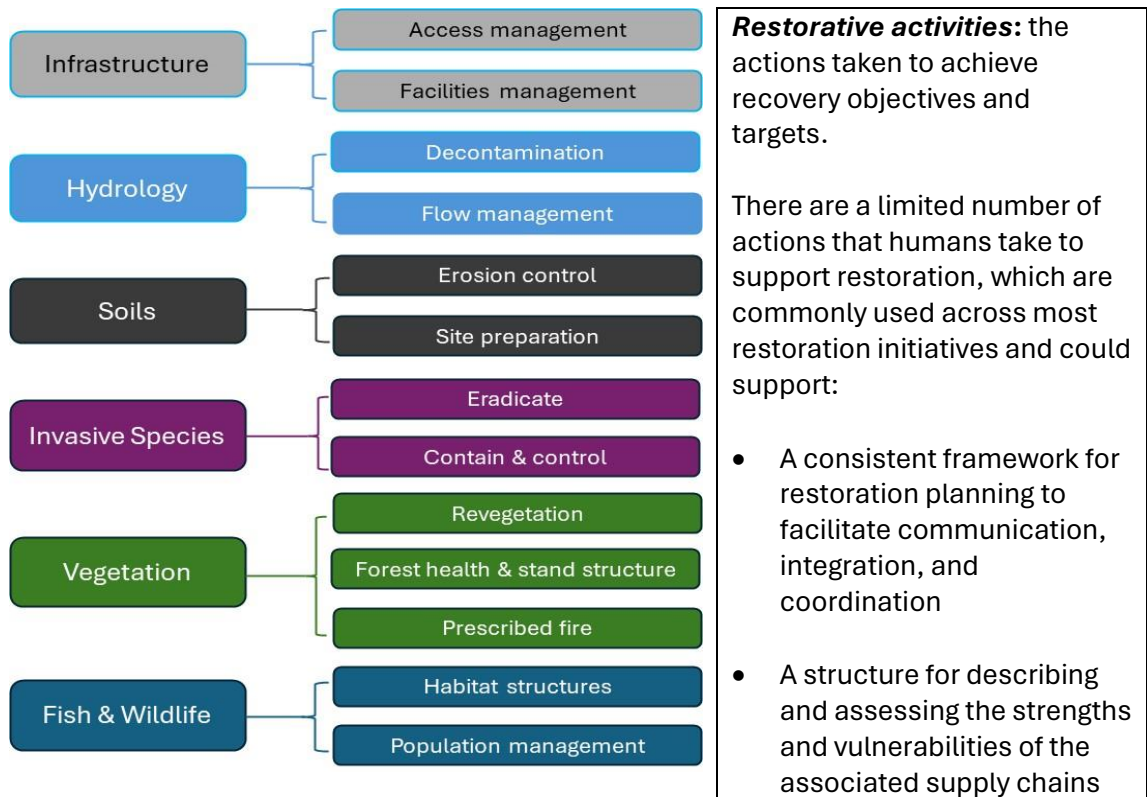 Infrastructure
Access management
Facilities management
Hydrology
Decontamination
Flow management
Soils
Erosion control
Site preparation
Invasive Species
Eradicate
Contain & control
Vegetation
Revegetation
Forest health & stand structure
Prescribed fire
Fish & Wildlife
Habitat structures
Population management
Restorative activities: the
actions taken to achieve
recovery objectives and
targets.
There are a limited number of
actions that humans take to
support restoration, which are
commonly used across most
restoration initiatives and could
support:
• A consistent framework for
restoration planning to
facilitate communication,
integration, and
coordination
• A structure for describing
and assessing the strengths
and vulnerabilities of the
associated supply chains